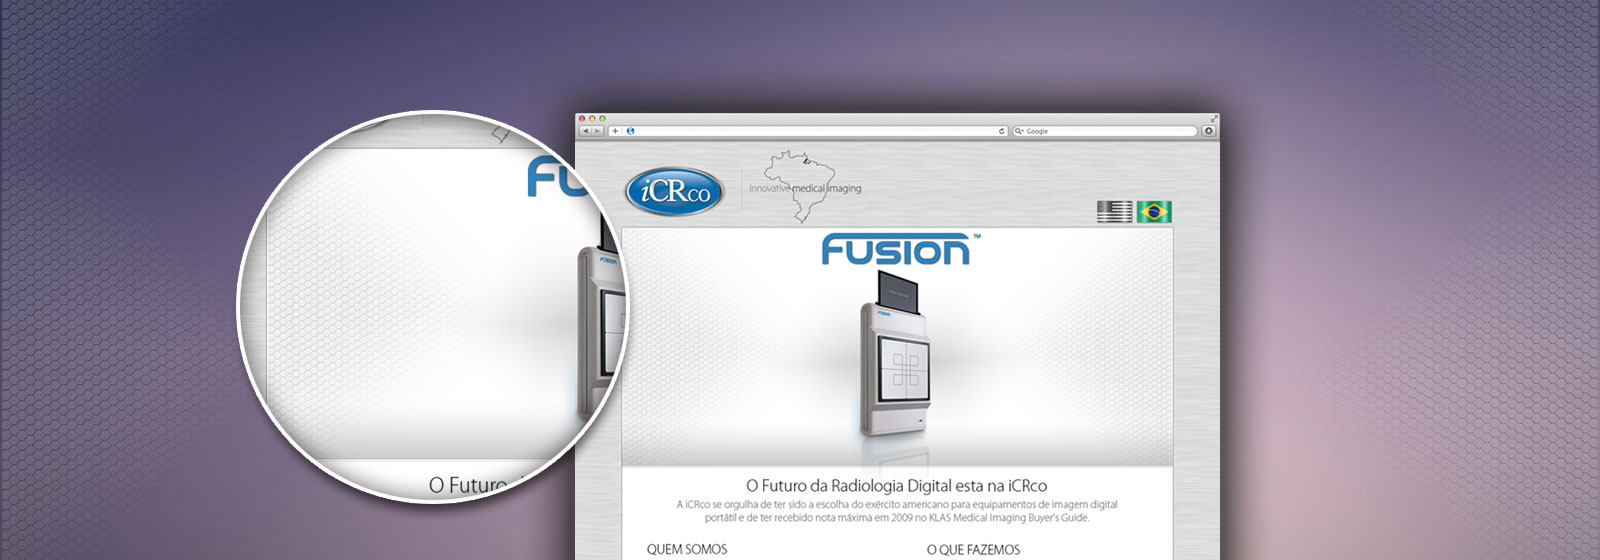 Google
iCRco
Innovative medical imaging
FUSION™
FUSION
O Futuro da Radiologia Digital esta na iCRco
A iCRco se orgulha de ter sido a escolha do exército americano para equipamentos de imagem digital
portátil e de ter recebido nota máxima em 2009 no KLAS Medical Imaging Buyer's Guide.
QUEM SOMOS
O QUE FAZEMOS
FU
FUSION
O Futuro d